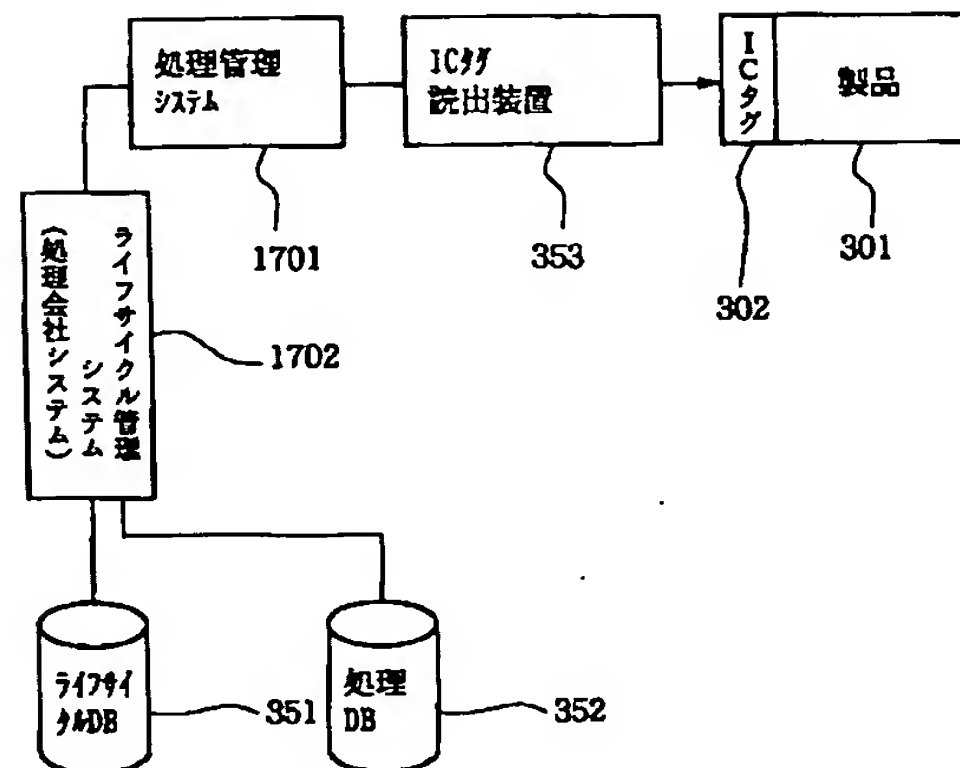 処理管理
システム
ICタグ
読出装置
ICタグ
製品
1701
353
302
301
ライフサイクル管理
システム
(処理会社システム)
1702
ライフサイ
クルDB
351
処理
DB
352